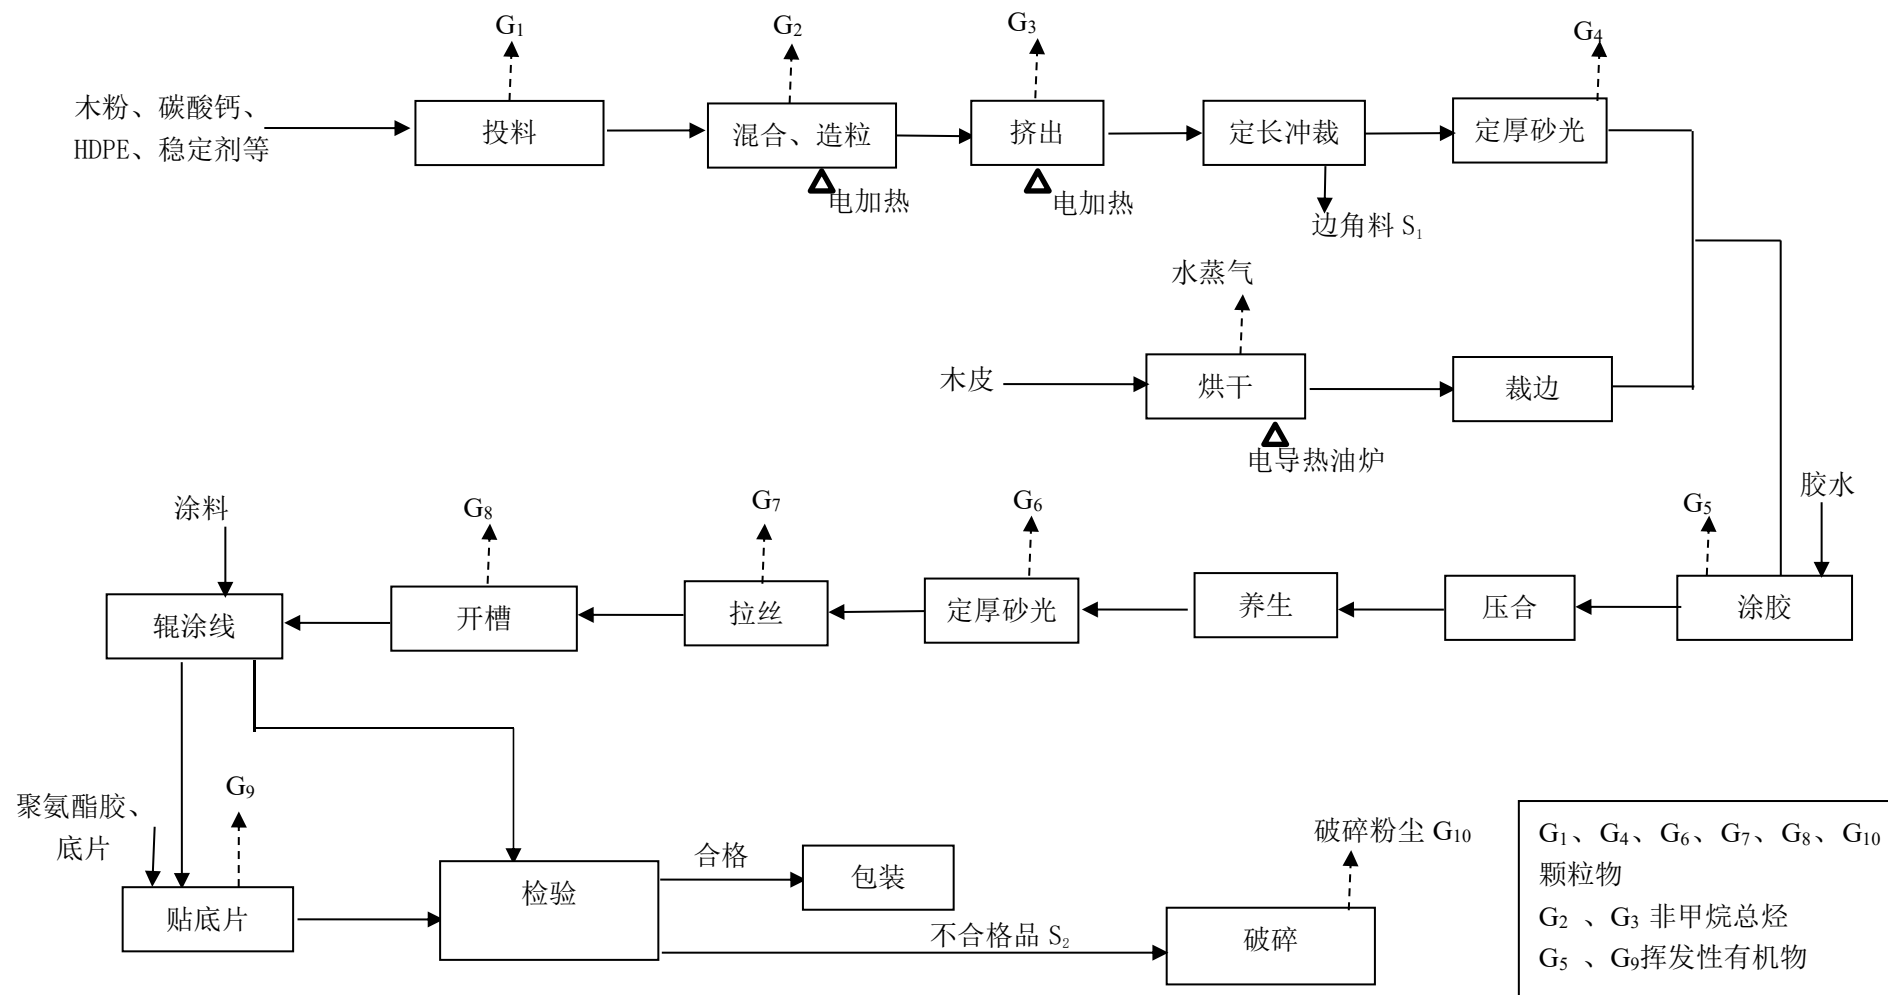 G₁
G₂
G₃
G₄
木粉、碳酸钙、
HDPE、稳定剂等
投料
混合、造粒
挤出
定长冲裁
定厚砂光
电加热
电加热
边角料 S₁
水蒸气
木皮
烘干
裁边
电导热油炉
涂料
G₈
G₇
G₆
G₅
胶水
辊涂线
开槽
拉丝
定厚砂光
养生
压合
涂胶
聚氨酯胶、
底片
G₉
贴底片
检验
合格
包装
不合格品 S₂
破碎粉尘 G₁₀
破碎
G₁、G₄、G₆、G₇、G₈、G₁₀
颗粒物
G₂ 、G₃ 非甲烷总烃
G₅ 、G₉挥发性有机物